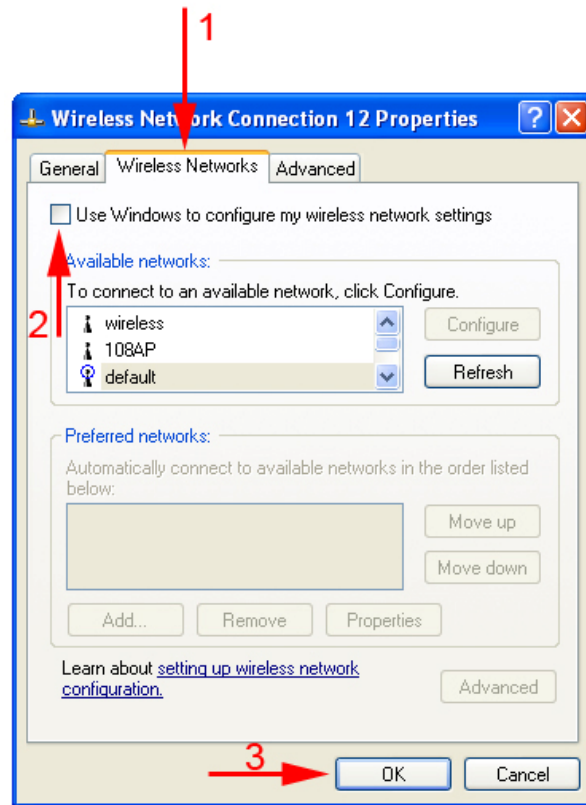 1
Wireless Network Connection 12 Properties
General Wireless Networks Advanced
Use Windows to configure my wireless network settings
2
Available networks:
To connect to an available network, click Configure.
wireless
108AP
default
Configure
Refresh
Preferred networks:
Automatically connect to available networks in the order listed
below:
Move up
Move down
Add... Remove Properties
Learn about setting up wireless network
configuration.
Advanced
3
OK Cancel